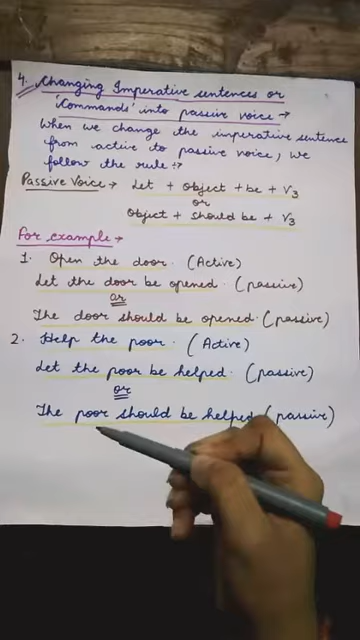 4. Changing Imperative sentences or
'Commands' into passive voice →
When we change the imperative sentence
from active to passive voice, we
follow the rule :→
Passive Voice → Let + object + be + V3
or
Object + should be + V3
For example →
1. Open the door. (Active)
Let the door be opened. (passive)
or
The door should be opened. (passive)
2. Help the poor. (Active)
Let the poor be helped. (passive)
or
The poor should be helped (passive)